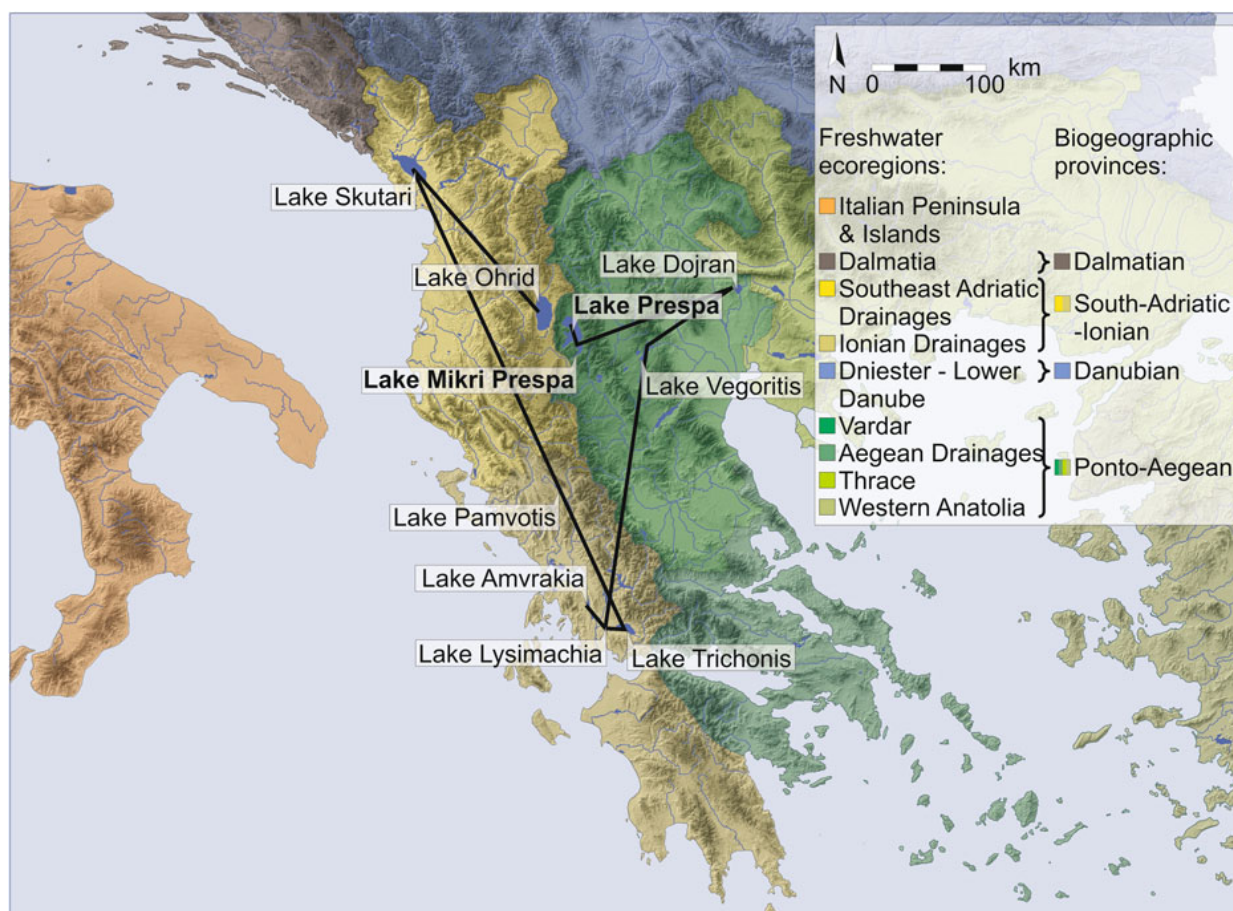 N
0 100 km
Freshwater
ecoregions:
Italian Peninsula
& Islands
Dalmatia
Southeast Adriatic
Drainages
Ionian Drainages
Dniester - Lower
Danube
Vardar
Aegean Drainages
Thrace
Western Anatolia
Biogeographic
provinces:
Dalmatian
South-Adriatic
-Ionian
Danubian
Ponto-Aegean
Lake Skutari
Lake Ohrid
Lake Dojran
Lake Prespa
Lake Mikri Prespa
Lake Vegoritis
Lake Pamvotis
Lake Amvrakia
Lake Lysimachia
Lake Trichonis